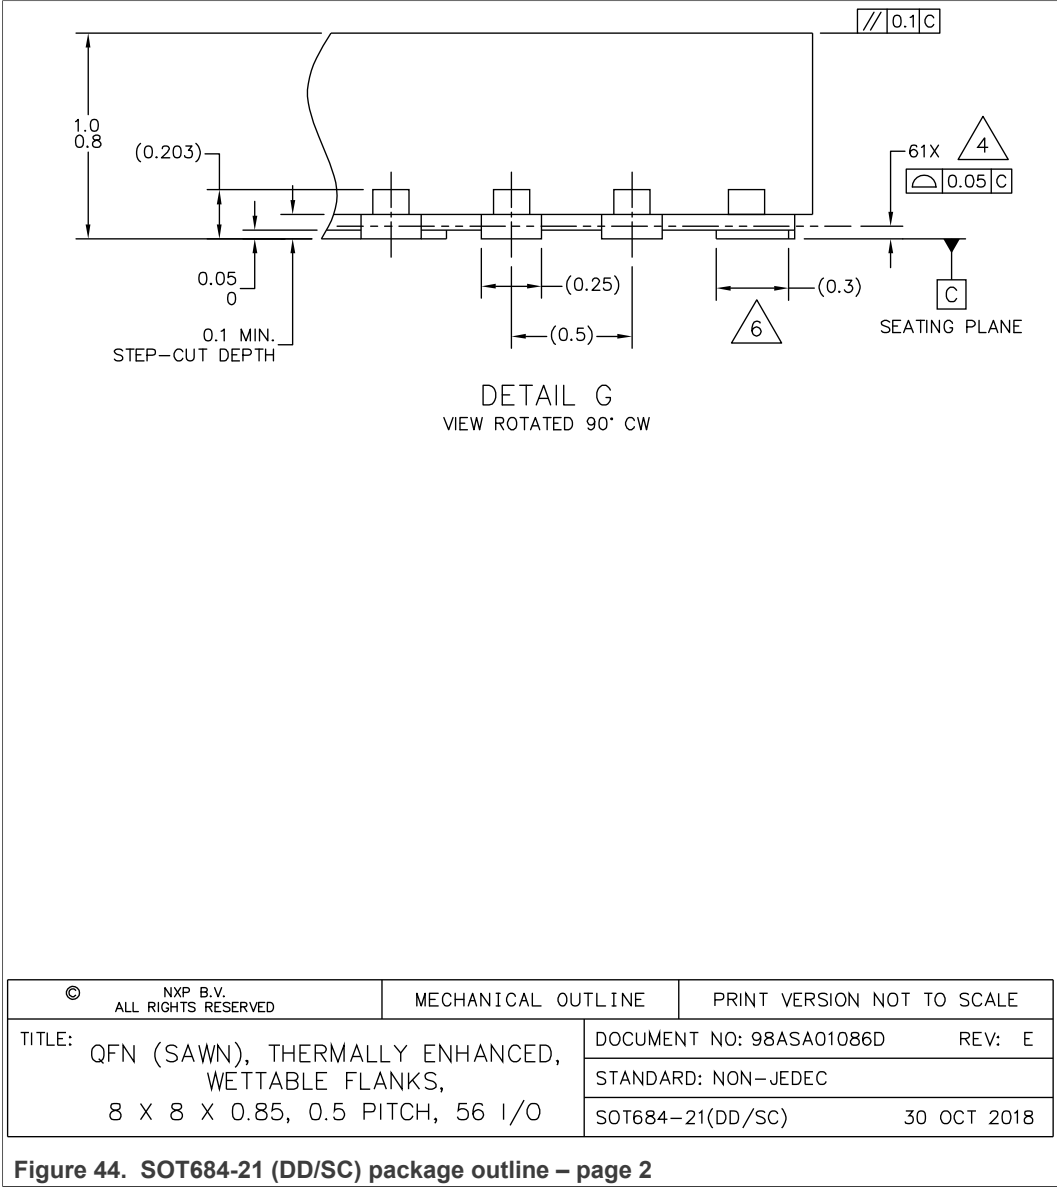 // 0.1 C
1.0
0.8
(0.203)
61X 4
0.05 C
0.05
0
(0.25)
(0.3)
C
0.1 MIN.
STEP-CUT DEPTH
(0.5)
6
SEATING PLANE
DETAIL G
VIEW ROTATED 90° CW
© NXP B.V.
ALL RIGHTS RESERVED
MECHANICAL OUTLINE
PRINT VERSION NOT TO SCALE
TITLE:
QFN (SAWN), THERMALLY ENHANCED,
WETTABLE FLANKS,
8 X 8 X 0.85, 0.5 PITCH, 56 I/O
DOCUMENT NO: 98ASA01086D REV: E
STANDARD: NON-JEDEC
SOT684-21(DD/SC) 30 OCT 2018
Figure 44. SOT684-21 (DD/SC) package outline – page 2